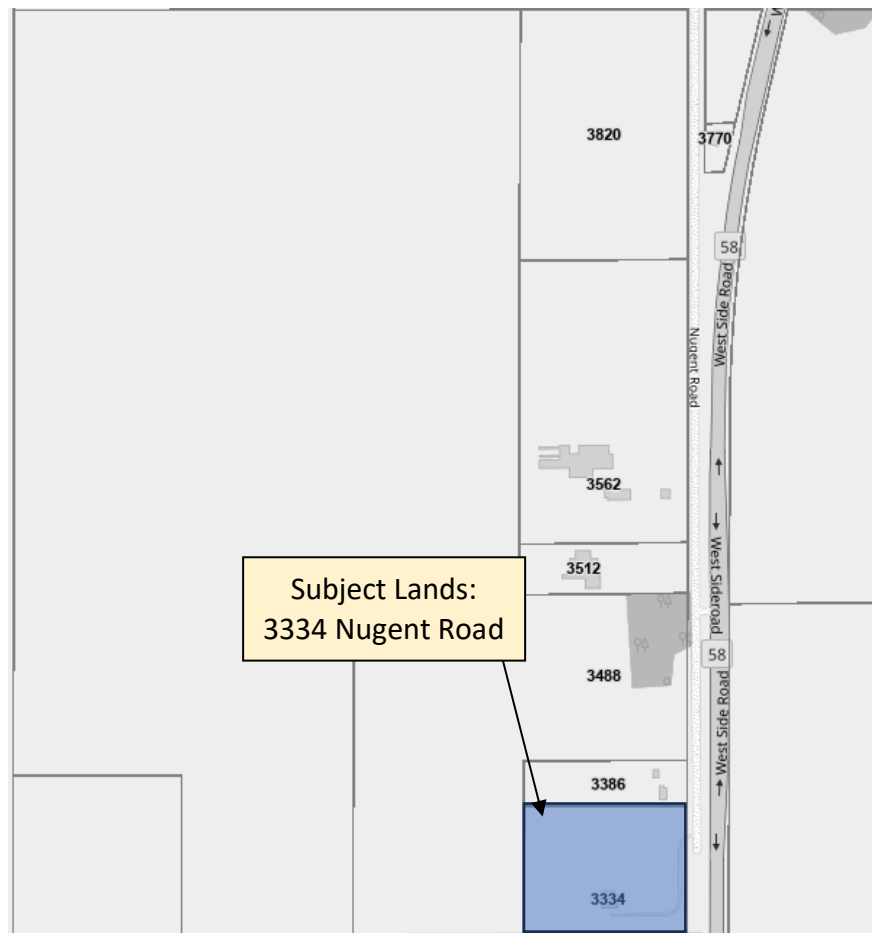 3820
3770
58
West Side Road
Nugent Road
3562
West Sideroad
3512
Subject Lands:
3334 Nugent Road
58
3488
West Side Road
3386
3334